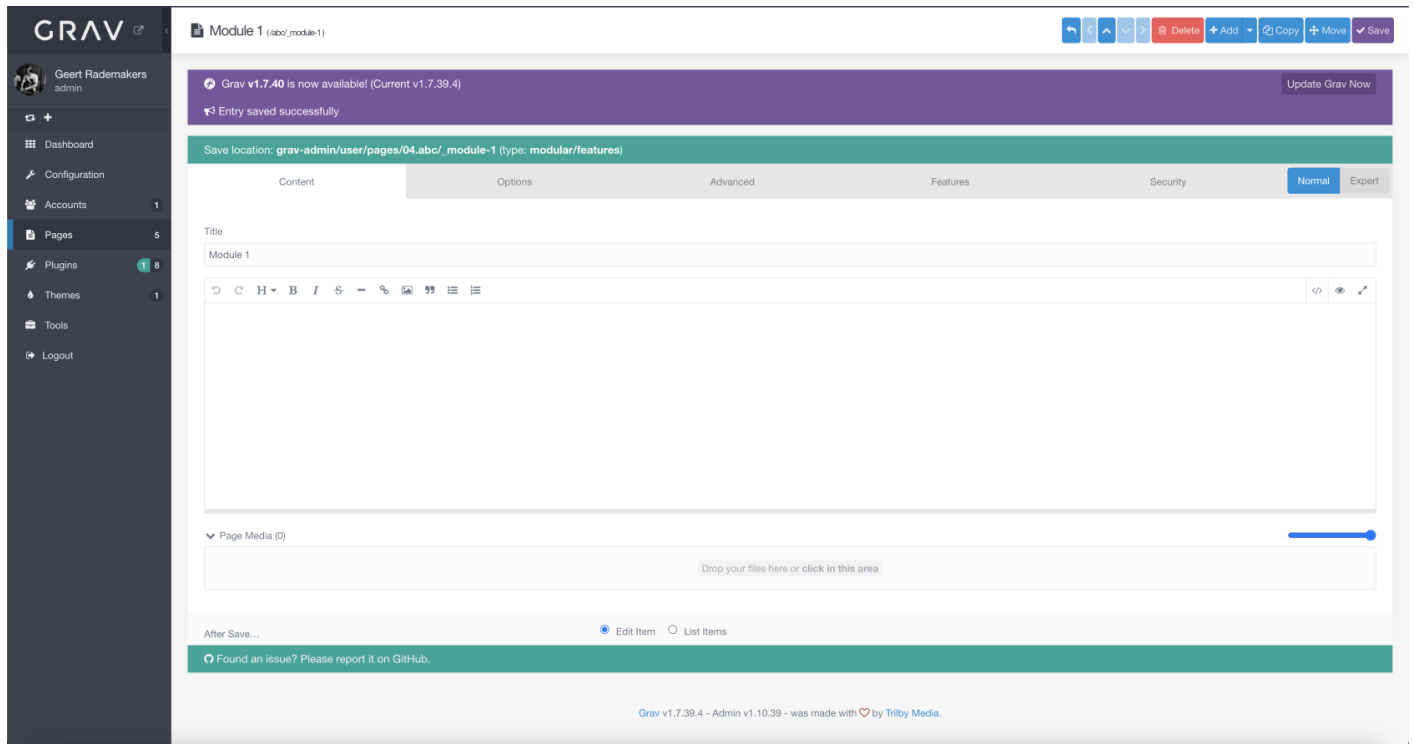 GRAV
Module 1 (/abc/_module-1)
Delete
Add
Copy
Move
Save
Geert Rademakers
admin
Grav v1.7.40 is now available! (Current v1.7.39.4)
Update Grav Now
Entry saved successfully
Dashboard
Configuration
Accounts 1
Pages 5
Plugins 1 8
Themes 1
Tools
Logout
Save location: grav-admin/user/pages/04.abc/_module-1 (type: modular/features)
Content Options Advanced Features Security Normal Expert
Title
Module 1
H B I S
Page Media (0)
Drop your files here or click in this area
After Save...
Edit Item List Items
Found an issue? Please report it on GitHub.
Grav v1.7.39.4 - Admin v1.10.39 - was made with by Trilby Media.